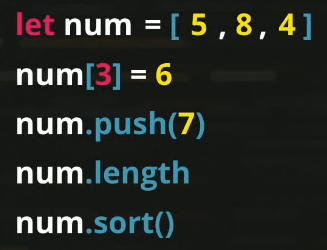 let num = [ 5 , 8 , 4 ]
num[3] = 6
num.push(7)
num.length
num.sort()